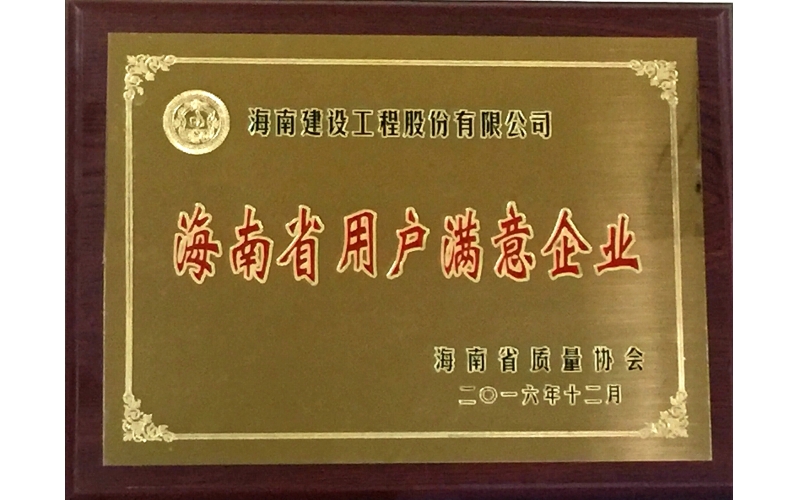 海南建设工程股份有限公司
海南省用户满意企业
海南省质量协会
二〇一六年十二月